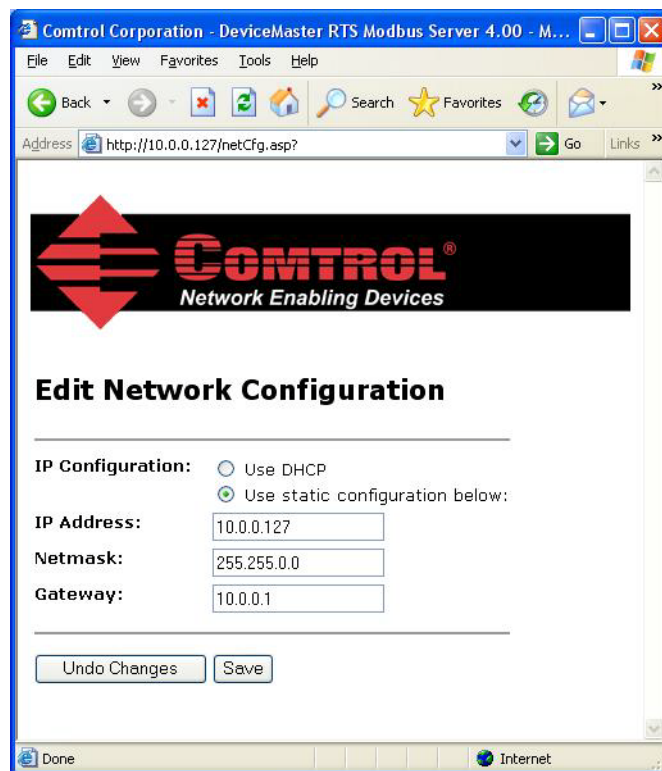 Comtrol Corporation - DeviceMaster RTS Modbus Server 4.00 - M...
File Edit View Favorites Tools Help
Back Search Favorites »
Address http://10.0.0.127/netCfg.asp? Go Links »
COMTROL®
Network Enabling Devices
Edit Network Configuration
IP Configuration: Use DHCP
Use static configuration below:
IP Address: 10.0.0.127
Netmask: 255.255.0.0
Gateway: 10.0.0.1
Undo Changes Save
Done Internet